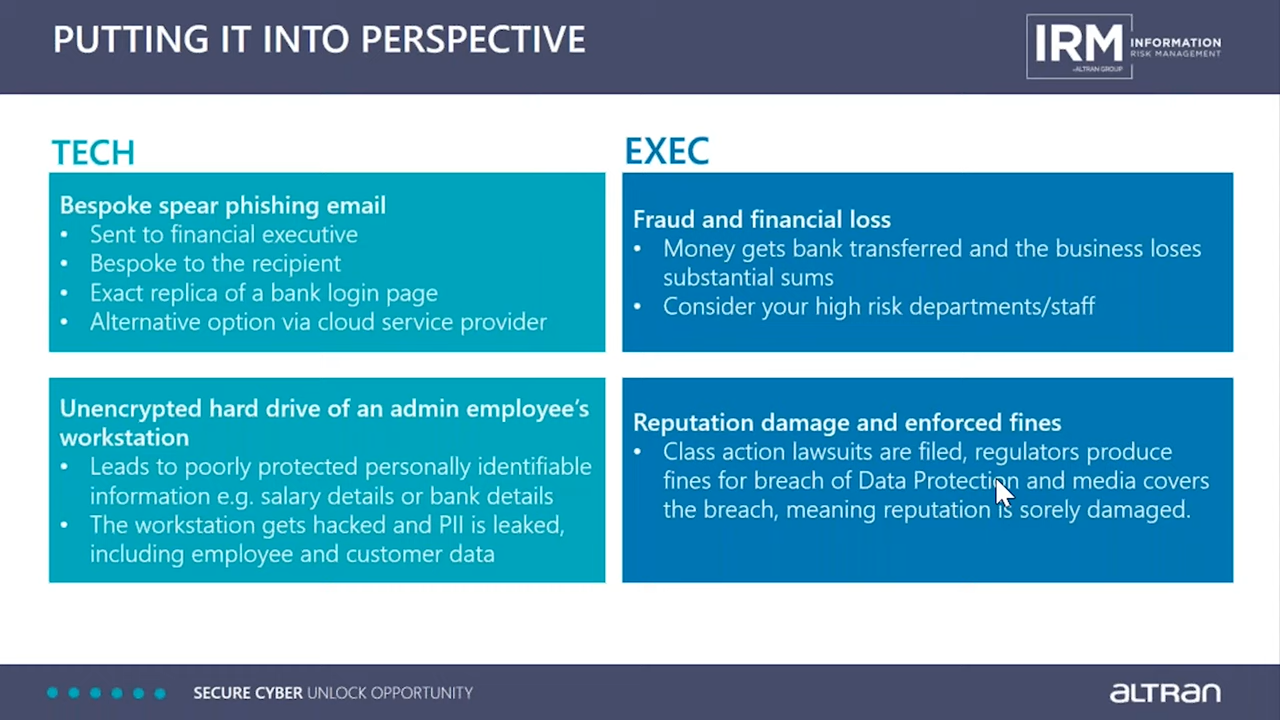 PUTTING IT INTO PERSPECTIVE
IRM INFORMATION
RISK MANAGEMENT
ALTRAN GROUP
TECH
Bespoke spear phishing email
• Sent to financial executive
• Bespoke to the recipient
• Exact replica of a bank login page
• Alternative option via cloud service provider
EXEC
Fraud and financial loss
• Money gets bank transferred and the business loses
substantial sums
• Consider your high risk departments/staff
Unencrypted hard drive of an admin employee's
workstation
• Leads to poorly protected personally identifiable
information e.g. salary details or bank details
• The workstation gets hacked and PII is leaked,
including employee and customer data
Reputation damage and enforced fines
• Class action lawsuits are filed, regulators produce
fines for breach of Data Protection and media covers
the breach, meaning reputation is sorely damaged.
SECURE CYBER UNLOCK OPPORTUNITY
ALTRAN